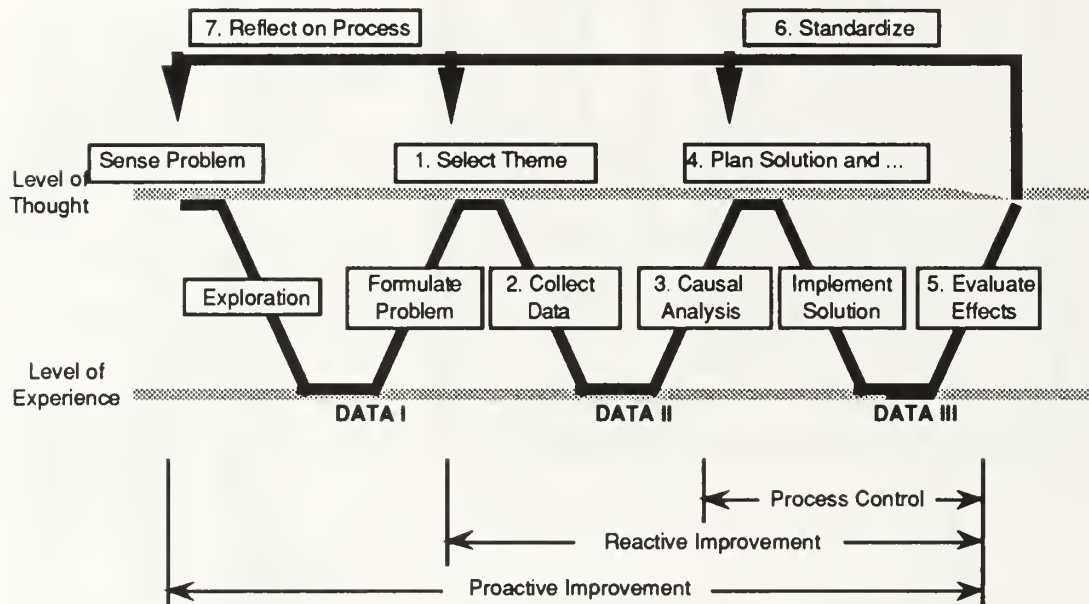 7. Reflect on Process
6. Standardize
Sense Problem
1. Select Theme
4. Plan Solution and ...
Level of
Thought
Exploration
Formulate
Problem
2. Collect
Data
3. Causal
Analysis
Implement
Solution
5. Evaluate
Effects
Level of
Experience
DATA I
DATA II
DATA III
Process Control
Reactive Improvement
Proactive Improvement